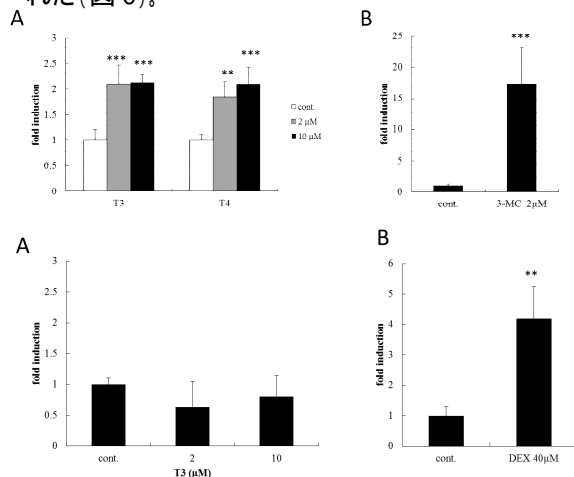 A
B
fold induction
3
2.5
2
1.5
1
0.5
0
***
***
**
***
T3
T4
cont.
2 µM
10 µM
fold induction
25
20
15
10
5
0
***
cont.
3-MC 2µM
A
B
fold induction
3
2.5
2
1.5
1
0.5
0
cont.
2
10
T3 (µM)
fold induction
6
5
4
3
2
1
0
**
cont.
DEX 40µM